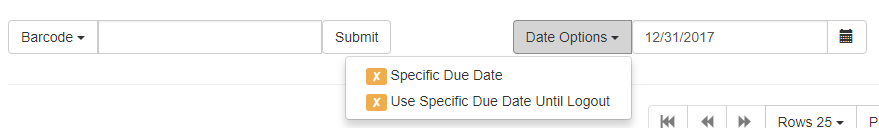 Barcode Submit Date Options 12/31/2017
X Specific Due Date
X Use Specific Due Date Until Logout
Rows 25 P